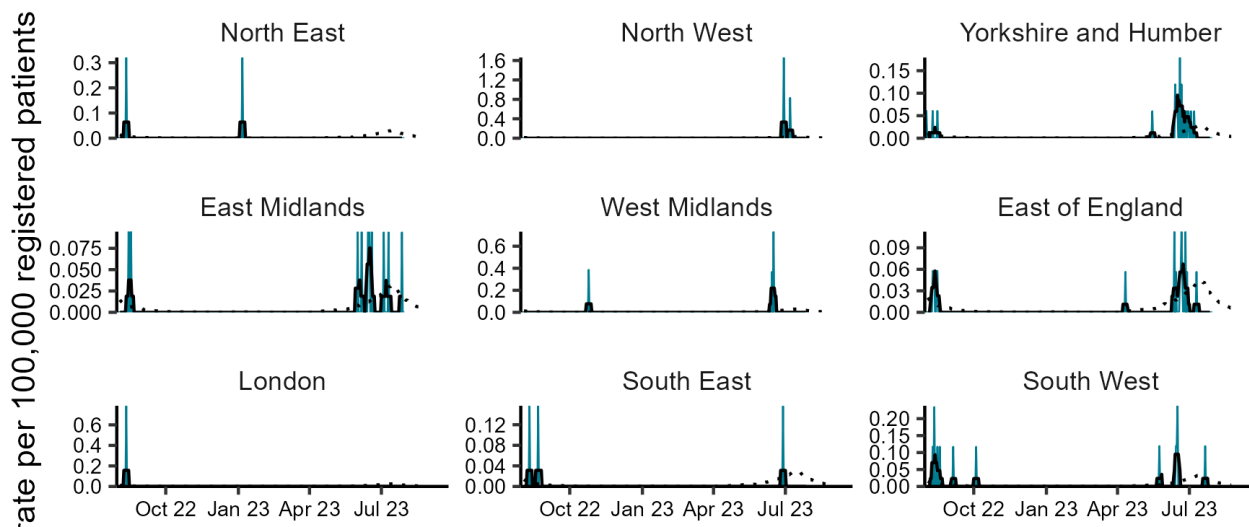 rate per 100,000 registered patients
North East
0.3
0.2
0.1
0.0
North West
1.6
1.2
0.8
0.4
0.0
Yorkshire and Humber
0.15
0.10
0.05
0.00
East Midlands
0.075
0.050
0.025
0.000
West Midlands
0.6
0.4
0.2
0.0
East of England
0.09
0.06
0.03
0.00
London
0.6
0.4
0.2
0.0
Oct 22 Jan 23 Apr 23 Jul 23
South East
0.12
0.08
0.04
0.00
Oct 22 Jan 23 Apr 23 Jul 23
South West
0.20
0.15
0.10
0.05
0.00
Oct 22 Jan 23 Apr 23 Jul 23